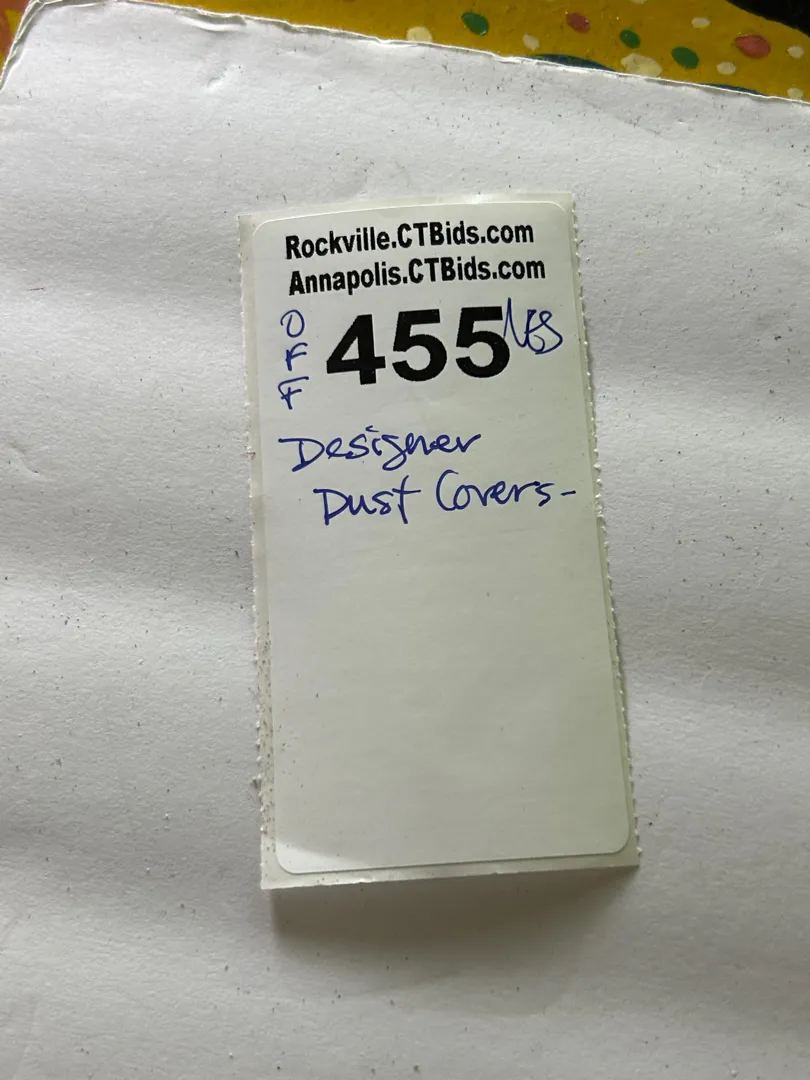 Rockville.CTBids.com
Annapolis.CTBids.com
OFF
455
Designer
Dust Covers-